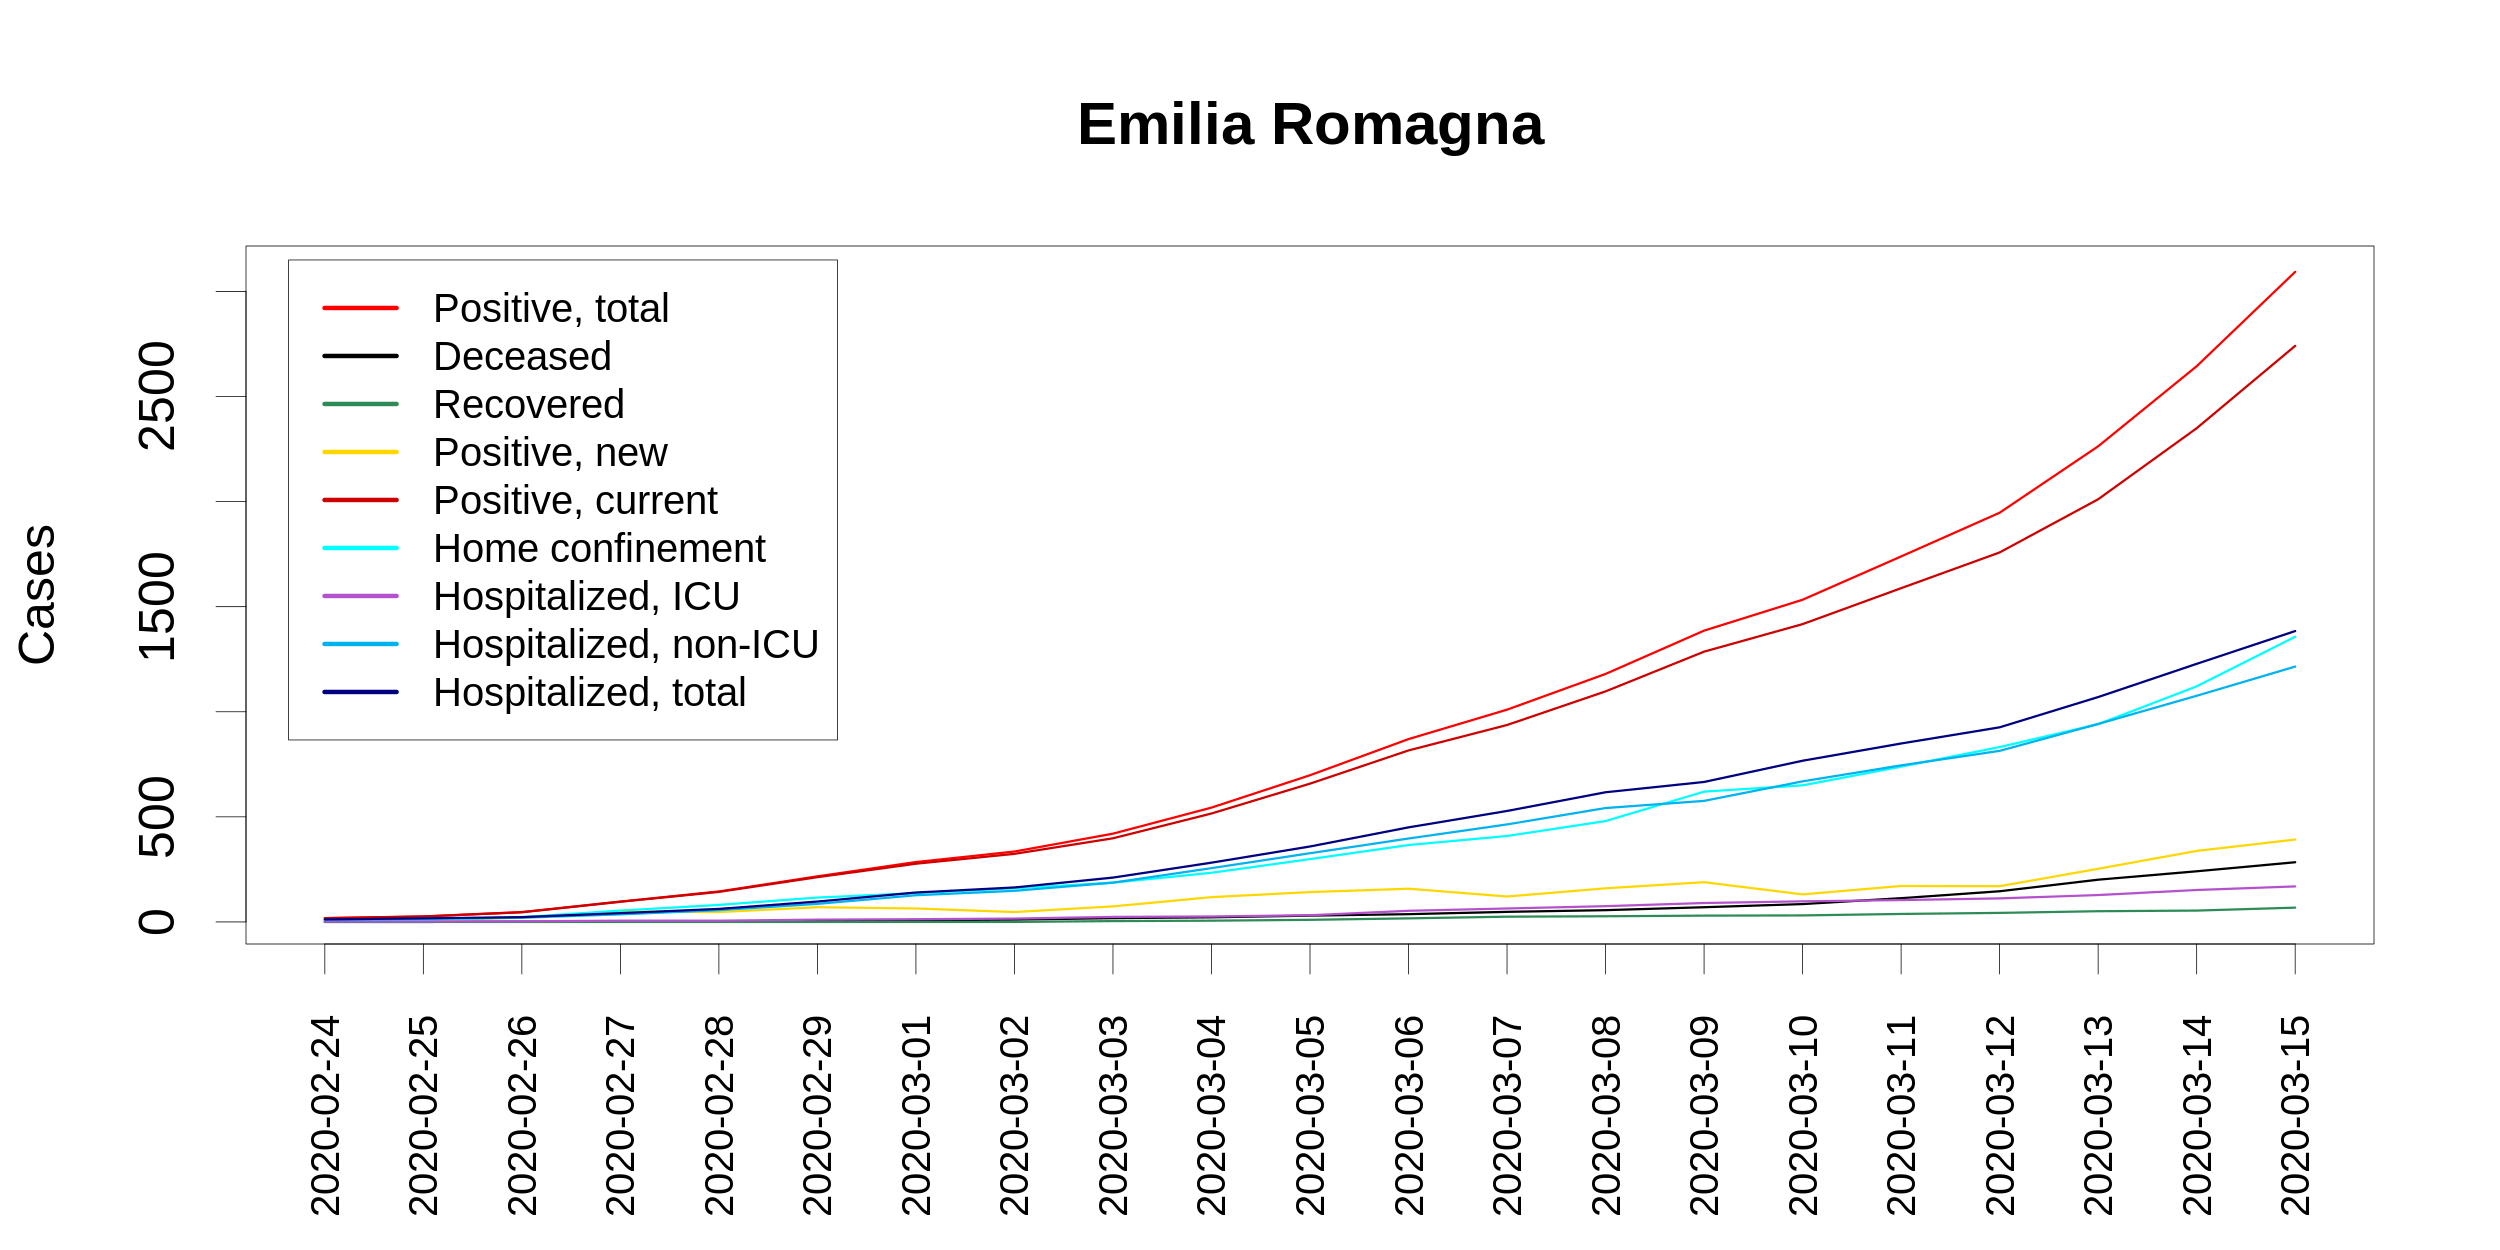 Emilia Romagna
Positive, total
Deceased
Recovered
Positive, new
Positive, current
Home confinement
Hospitalized, ICU
Hospitalized, non-ICU
Hospitalized, total
Cases
0
500
1500
2500
2020-02-24
2020-02-25
2020-02-26
2020-02-27
2020-02-28
2020-02-29
2020-03-01
2020-03-02
2020-03-03
2020-03-04
2020-03-05
2020-03-06
2020-03-07
2020-03-08
2020-03-09
2020-03-10
2020-03-11
2020-03-12
2020-03-13
2020-03-14
2020-03-15